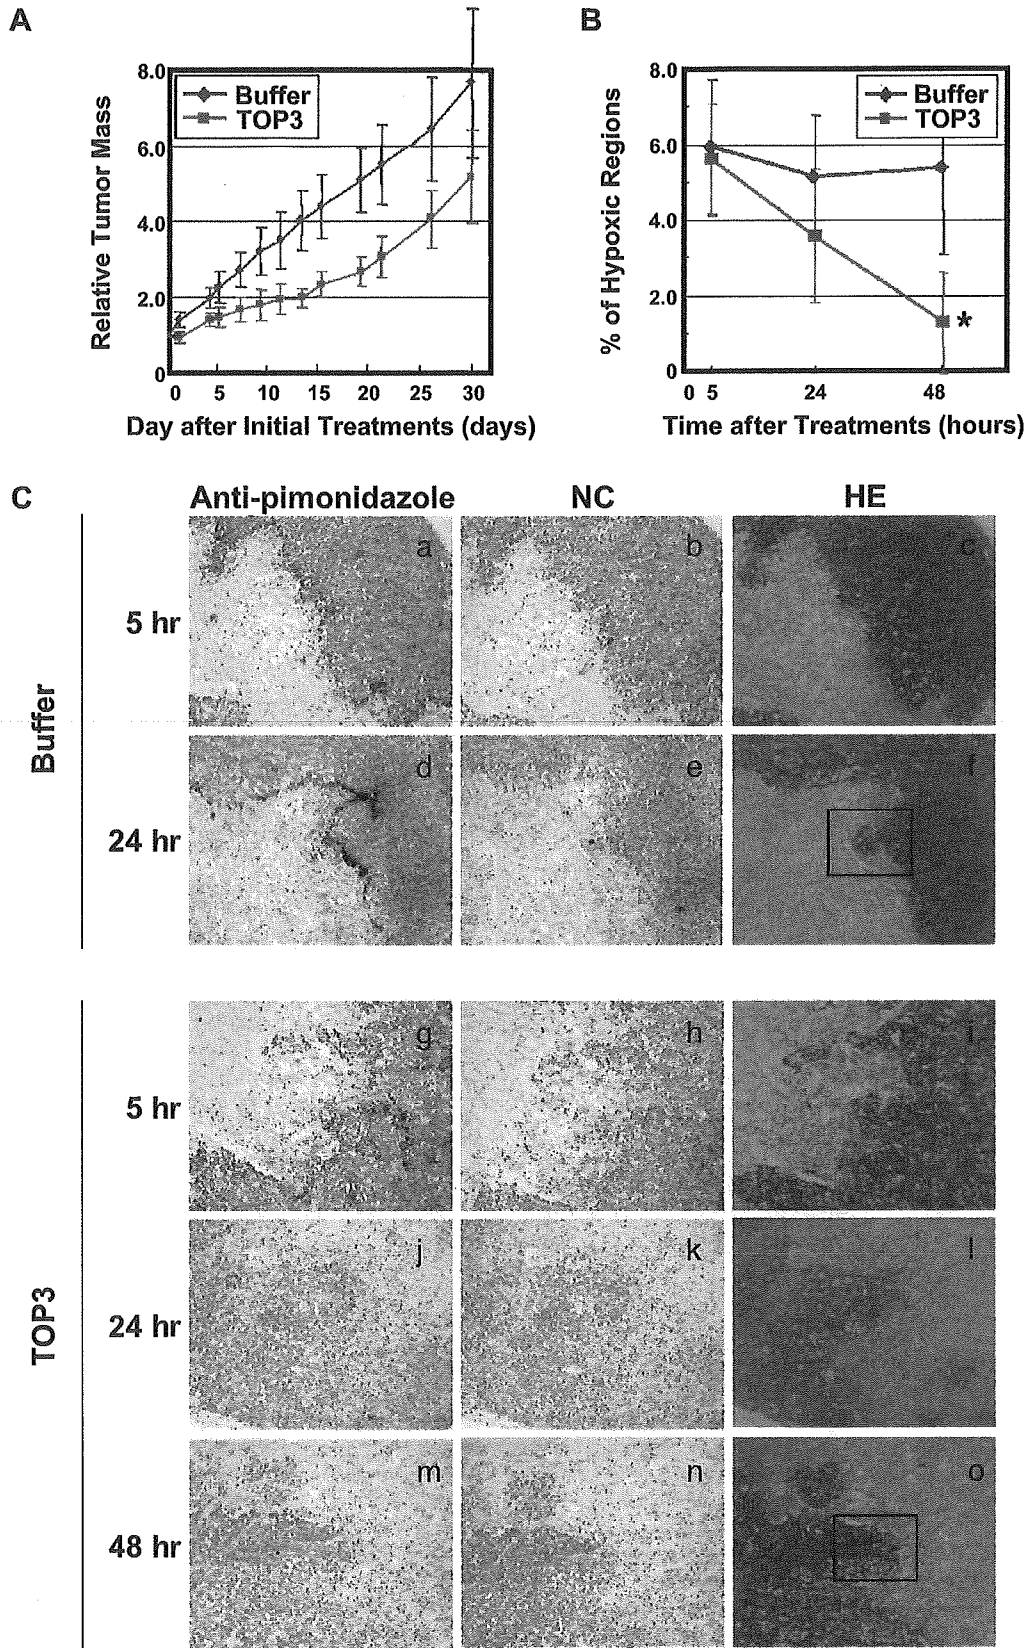 A
Relative Tumor Mass
8.0
6.0
4.0
2.0
0
Buffer
TOP3
0 5 10 15 20 25 30
Day after Initial Treatments (days)
B
% of Hypoxic Regions
8.0
6.0
4.0
2.0
0
Buffer
TOP3
*
0 5 24 48
Time after Treatments (hours)
C
Anti-pimonidazole NC HE
Buffer
5 hr
a b c
24 hr
d e f
TOP3
5 hr
g h i
24 hr
j k l
48 hr
m n o